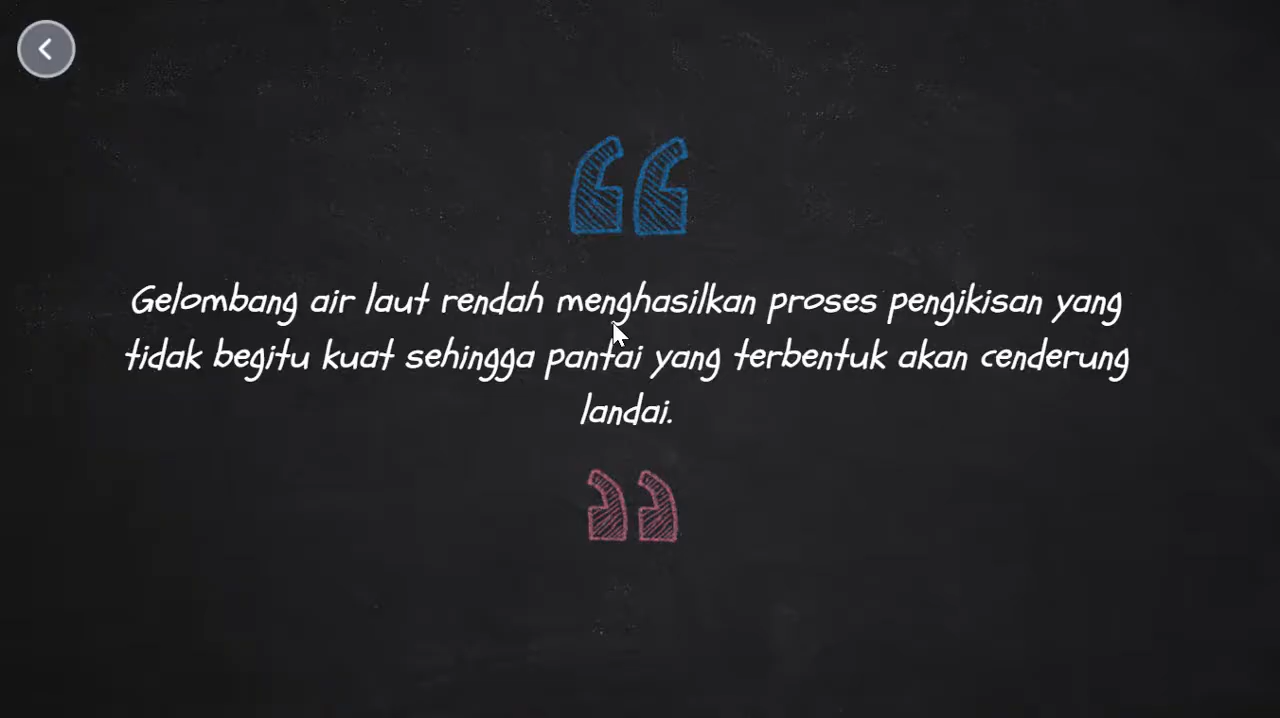 Gelombang air laut rendah menghasilkan proses pengikisan yang
tidak begitu kuat sehingga pantai yang terbentuk akan cenderung
landai.